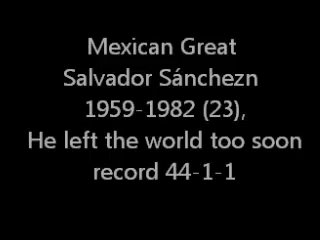 Mexican Great
Salvador Sánchezn
1959-1982 (23),
He left the world too soon
record 44-1-1